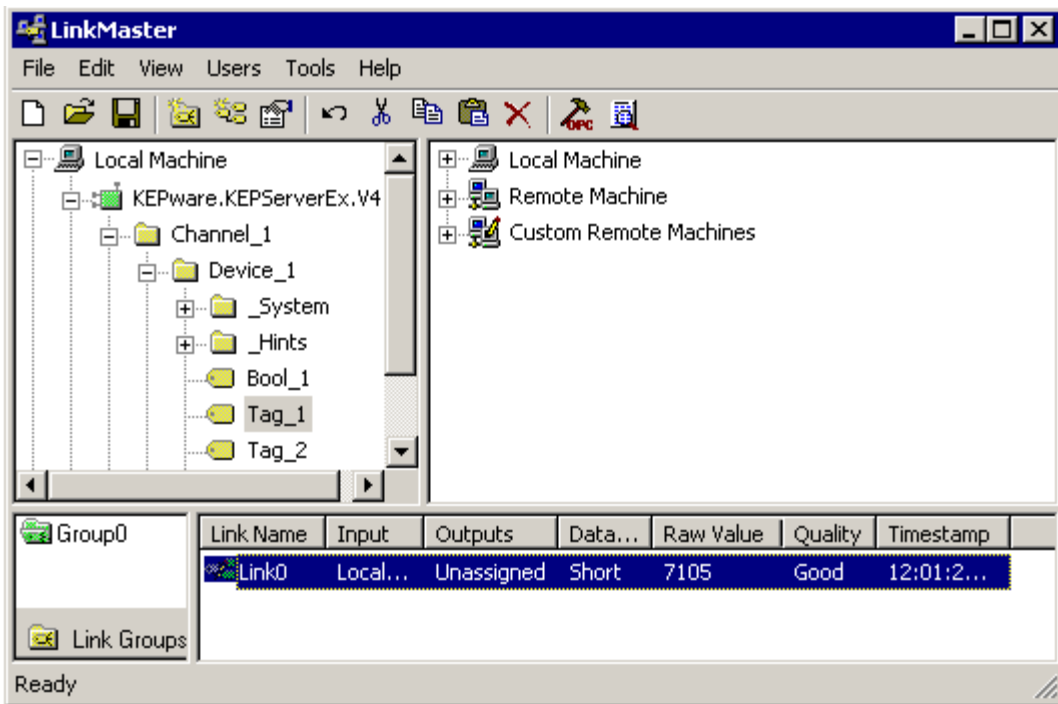 LinkMaster
File Edit View Users Tools Help
OPC
Local Machine
KEPware.KEPServerEx.V4
Channel_1
Device_1
_System
_Hints
Bool_1
Tag_1
Tag_2
Local Machine
Remote Machine
Custom Remote Machines
Group0
Link Groups
Link Name Input Outputs Data... Raw Value Quality Timestamp
Link0 Local... Unassigned Short 7105 Good 12:01:2...
Ready